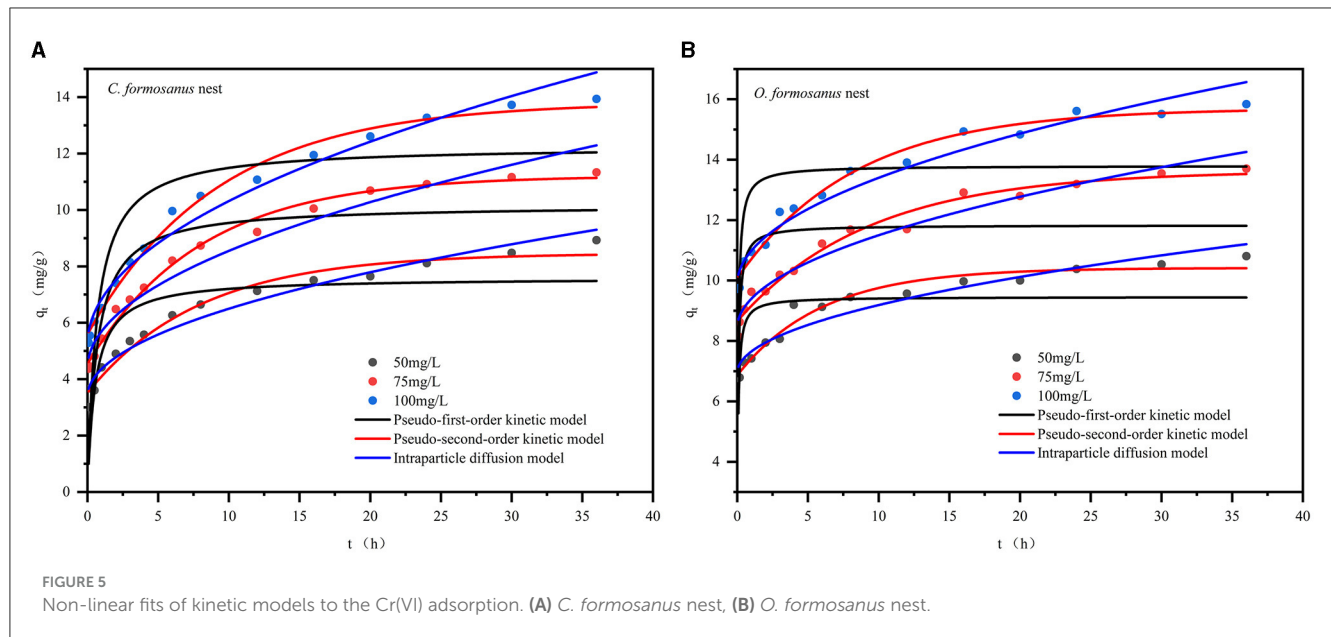 A
C. formosanus nest
14
12
10
8
6
4
2
0
qt （mg/g）
50mg/L
75mg/L
100mg/L
Pseudo-first-order kinetic model
Pseudo-second-order kinetic model
Intraparticle diffusion model
0 5 10 15 20 25 30 35 40
t （h）
B
O. formosanus nest
16
14
12
10
8
6
4
qt （mg/g）
50mg/L
75mg/L
100mg/L
Pseudo-first-order kinetic model
Pseudo-second-order kinetic model
Intraparticle diffusion model
0 5 10 15 20 25 30 35 40
t （h）
FIGURE 5
Non-linear fits of kinetic models to the Cr(VI) adsorption. (A) C. formosanus nest, (B) O. formosanus nest.